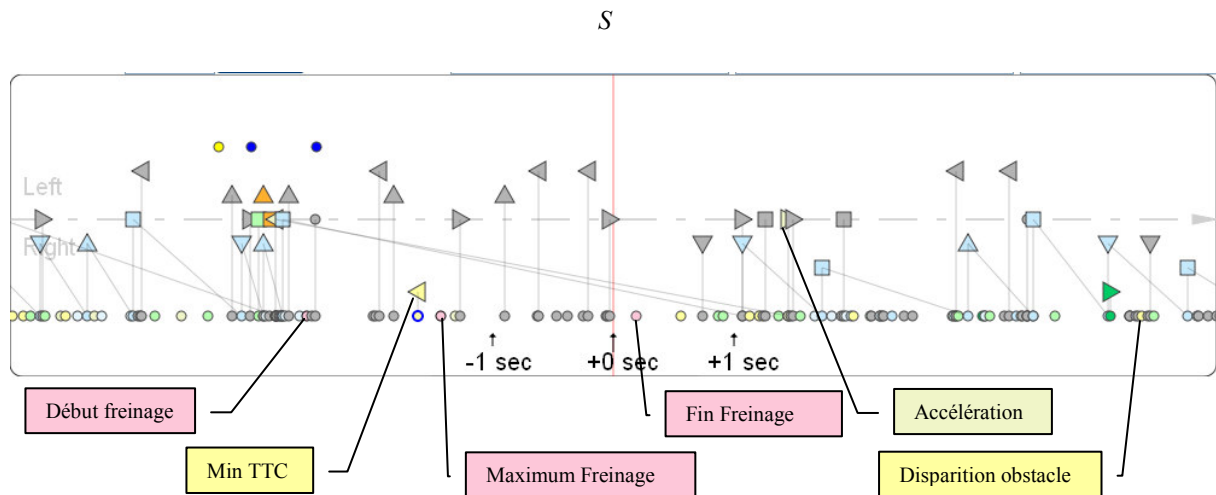 S
Left
Right
-1 sec
+0 sec
+1 sec
Début freinage
Fin Freinage
Accélération
Min TTC
Maximum Freinage
Disparition obstacle